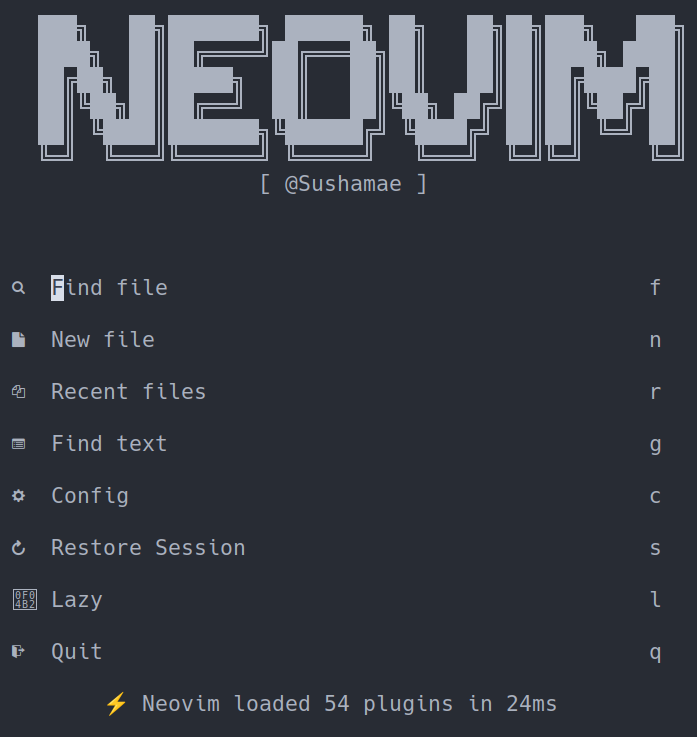 NEOVIM
[ @Sushamae ]
Find file f
New file n
Recent files r
Find text g
Config c
Restore Session s
0F04B2 Lazy l
Quit q
⚡ Neovim loaded 54 plugins in 24ms